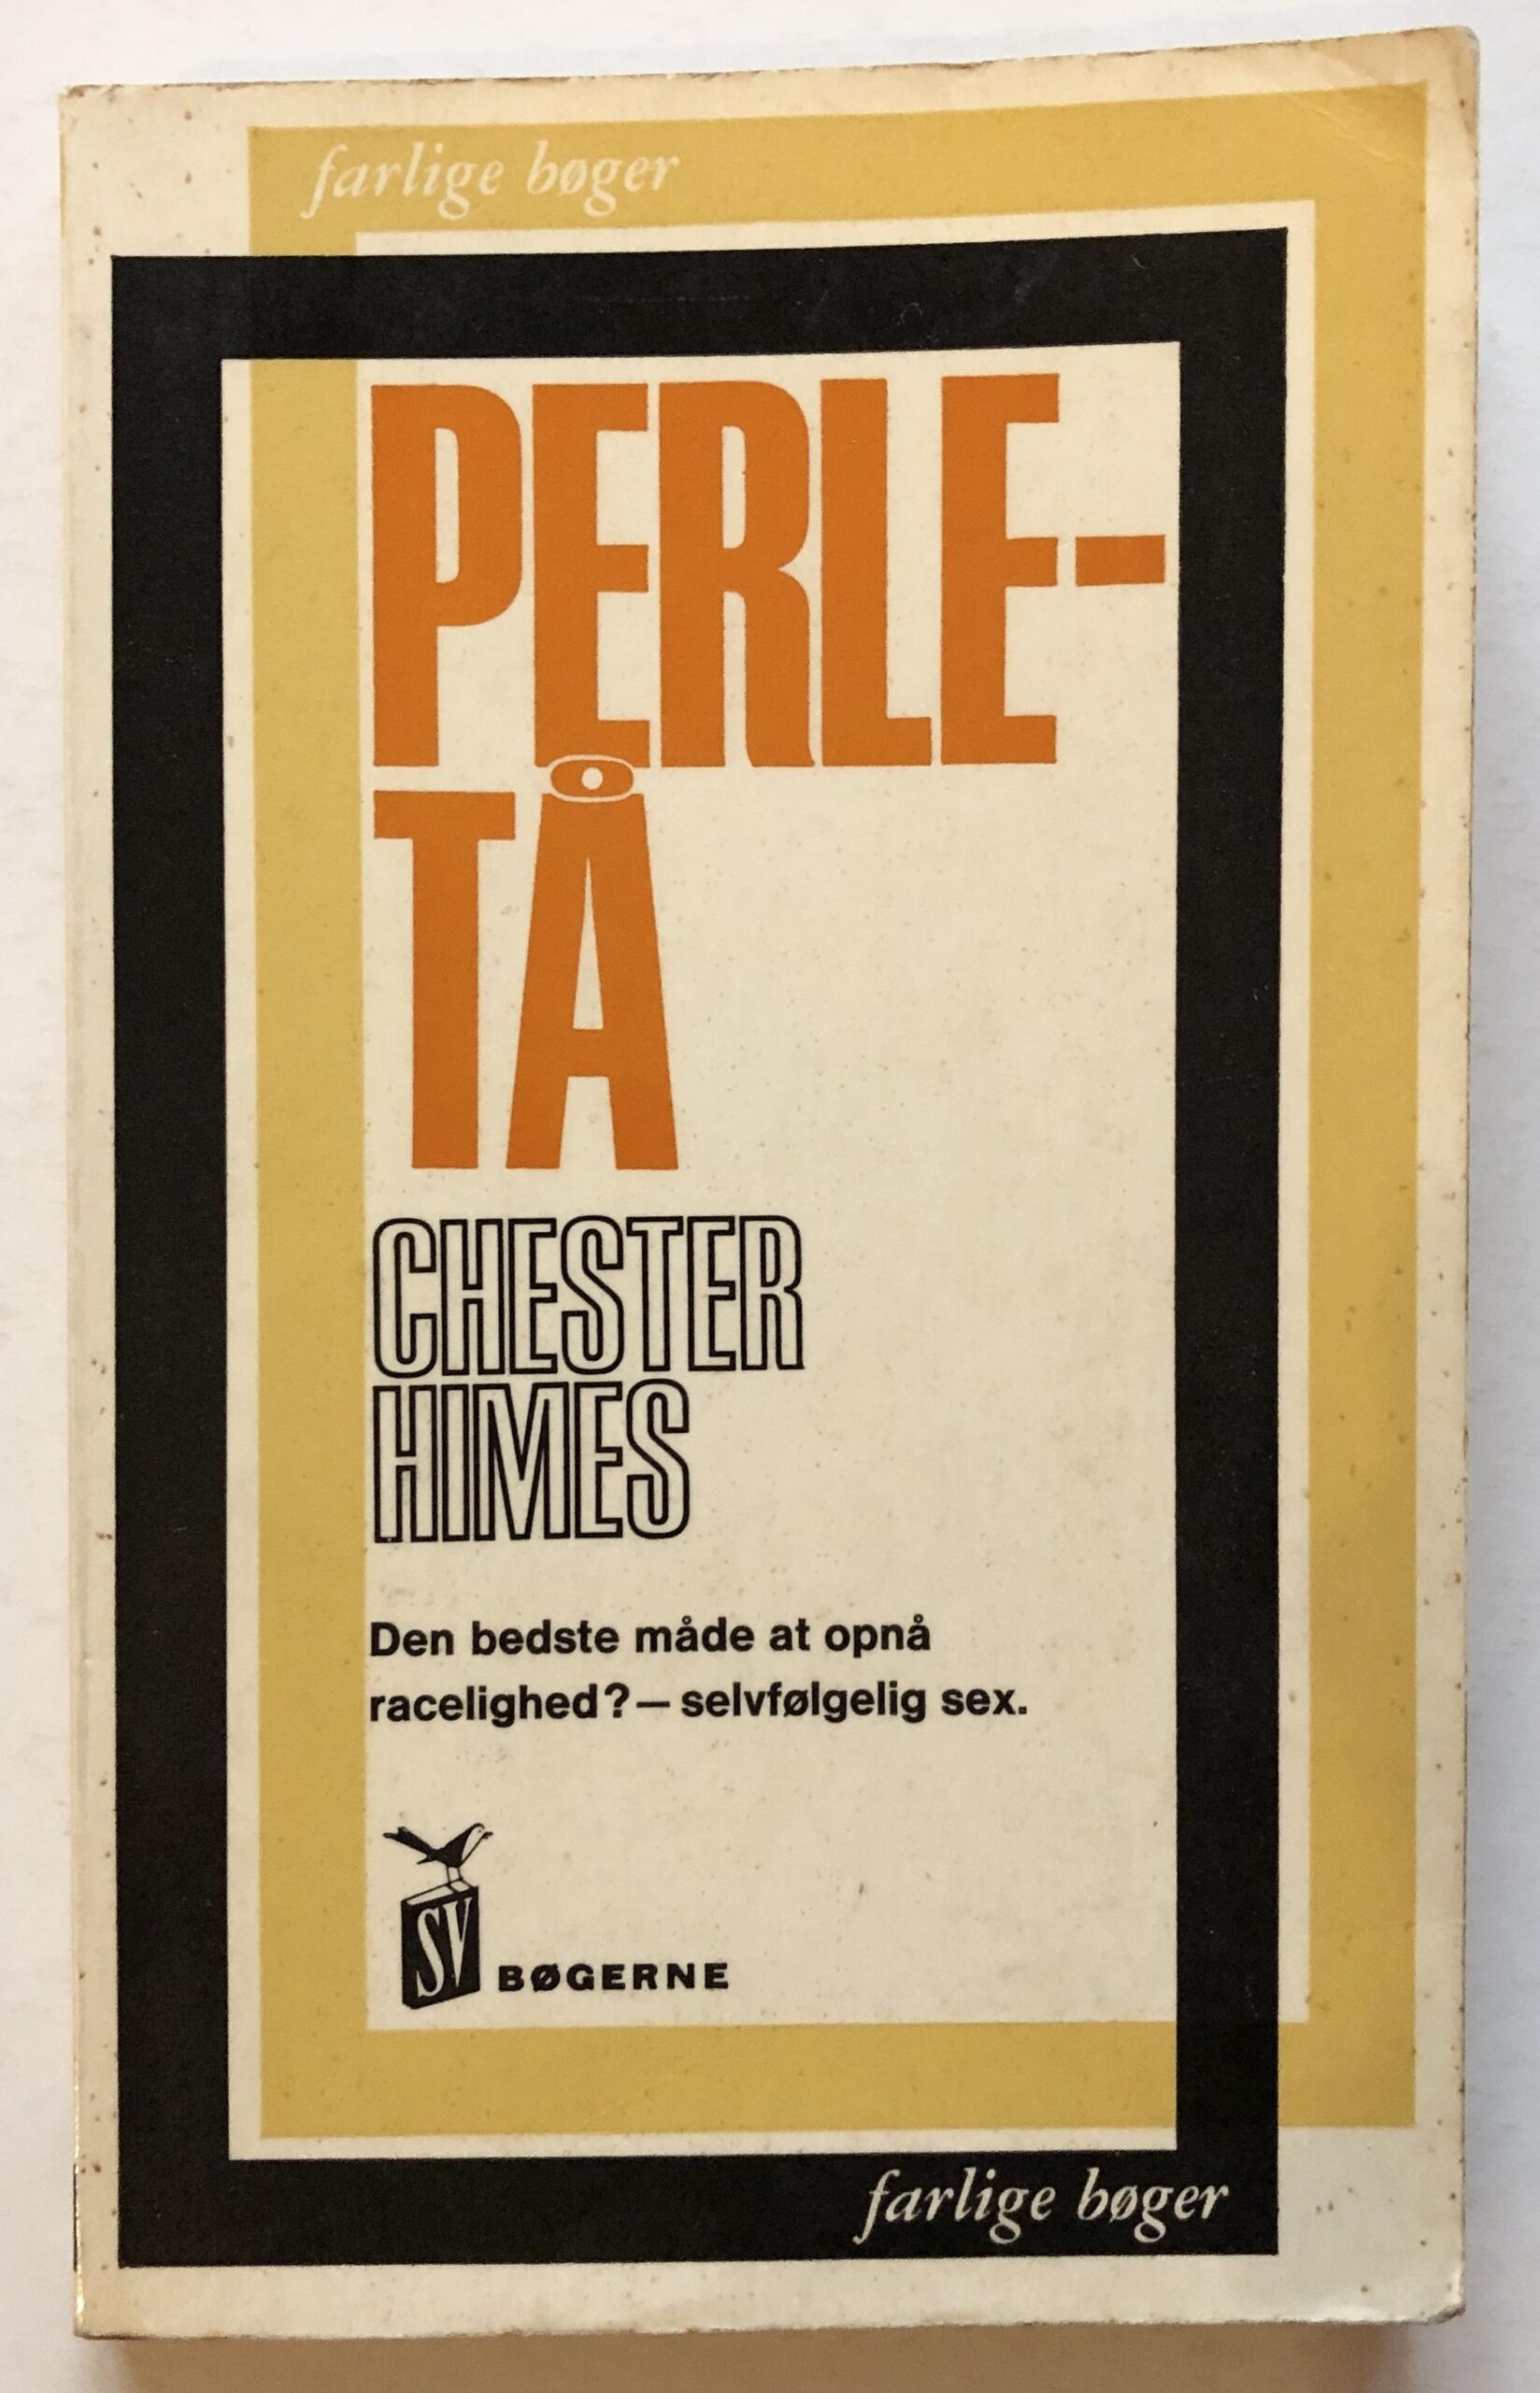 farlige bøger
PERLE-
TÅ
CHESTER
HIMES
Den bedste måde at opnå
racelighed? — selvfølgelig sex.
SV BØGERNE
farlige bøger